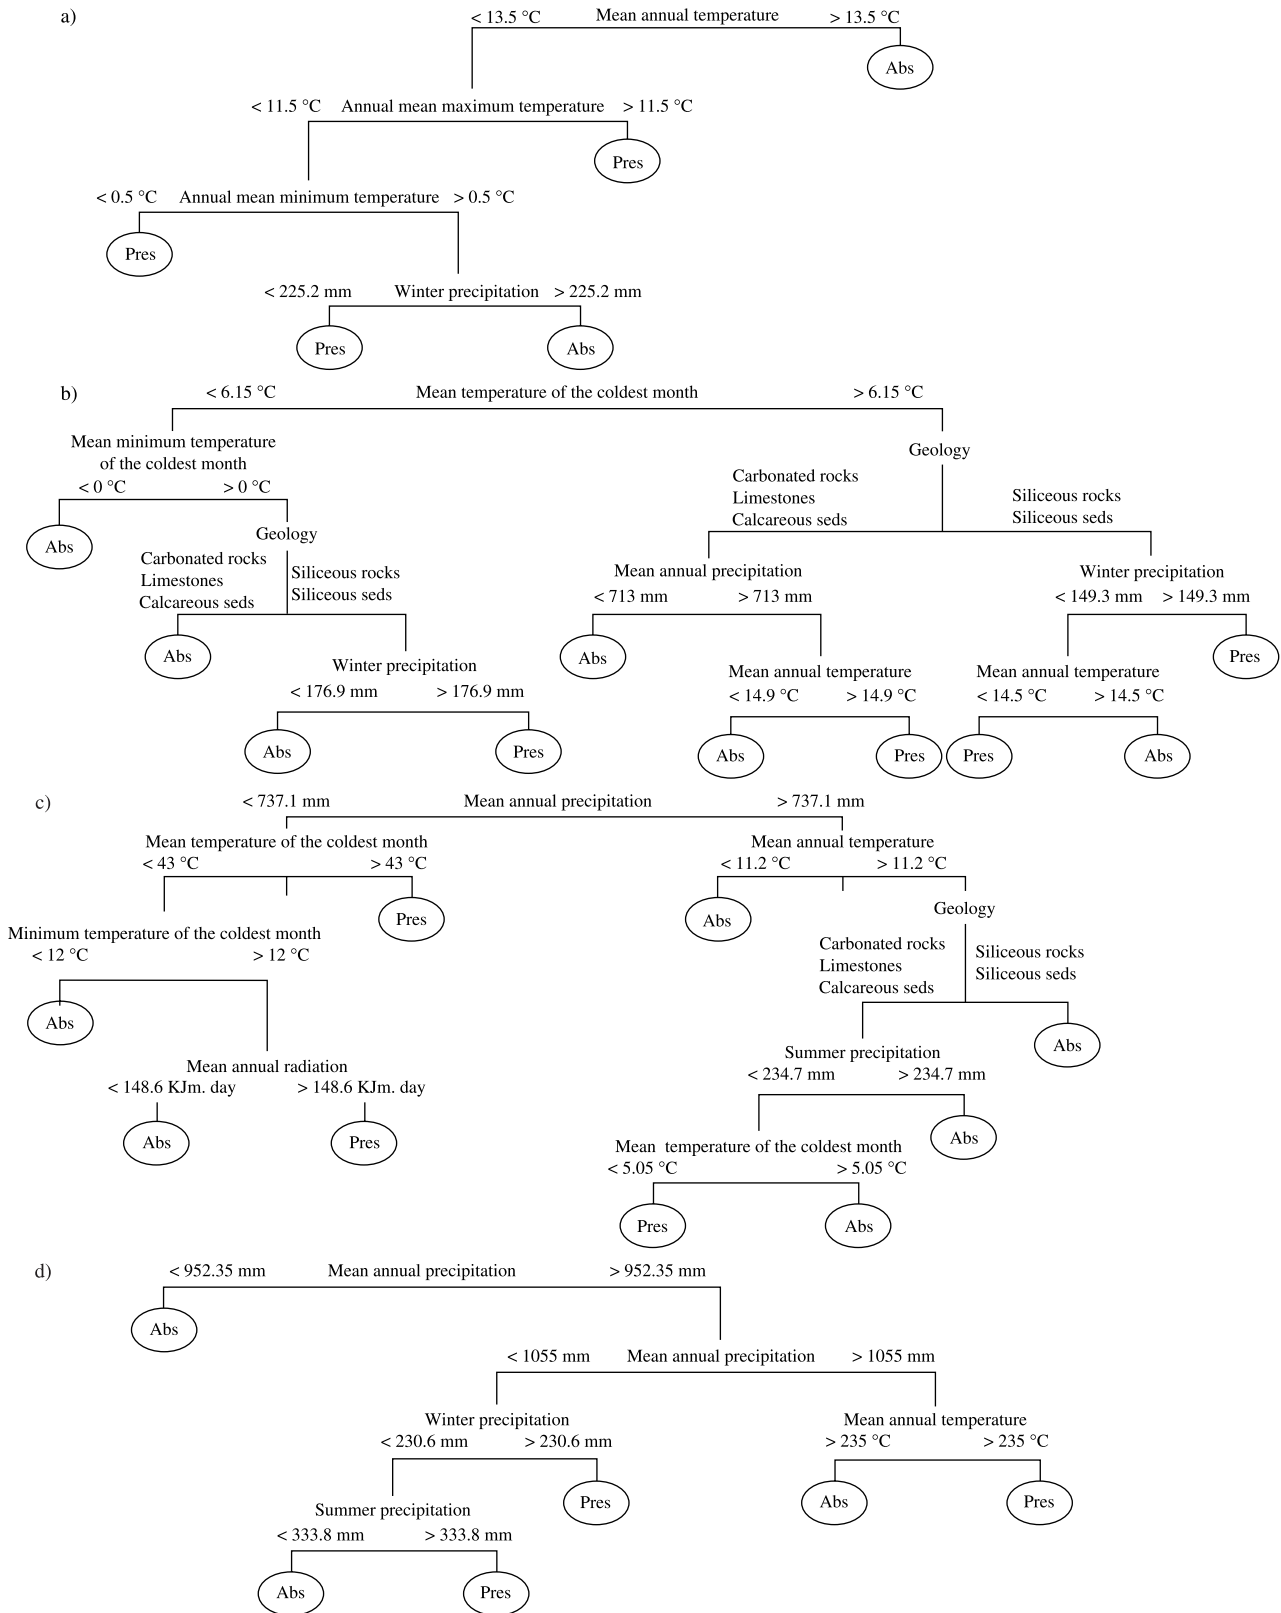 a)
< 13.5 °C Mean annual temperature > 13.5 °C
Abs
< 11.5 °C Annual mean maximum temperature > 11.5 °C
Pres
< 0.5 °C Annual mean minimum temperature > 0.5 °C
Pres
< 225.2 mm Winter precipitation > 225.2 mm
Pres Abs
b)
< 6.15 °C Mean temperature of the coldest month > 6.15 °C
Mean minimum temperature
of the coldest month
< 0 °C > 0 °C
Abs
Geology
Carbonated rocks
Limestones
Calcareous seds
Siliceous rocks
Siliceous seds
Abs
Winter precipitation
< 176.9 mm > 176.9 mm
Abs Pres
Geology
Carbonated rocks
Limestones
Calcareous seds
Siliceous rocks
Siliceous seds
Mean annual precipitation
< 713 mm > 713 mm
Abs
Mean annual temperature
< 14.9 °C > 14.9 °C
Abs Pres
Winter precipitation
< 149.3 mm > 149.3 mm
Pres
Mean annual temperature
< 14.5 °C > 14.5 °C
Pres Abs
c)
< 737.1 mm Mean annual precipitation > 737.1 mm
Mean temperature of the coldest month
< 43 °C > 43 °C
Pres
Minimum temperature of the coldest month
< 12 °C > 12 °C
Abs
Mean annual radiation
< 148.6 KJm. day > 148.6 KJm. day
Abs Pres
Mean annual temperature
< 11.2 °C > 11.2 °C
Abs
Geology
Carbonated rocks
Limestones
Calcareous seds
Siliceous rocks
Siliceous seds
Abs
Summer precipitation
< 234.7 mm > 234.7 mm
Abs
Mean temperature of the coldest month
< 5.05 °C > 5.05 °C
Pres Abs
d)
< 952.35 mm Mean annual precipitation > 952.35 mm
Abs
< 1055 mm Mean annual precipitation > 1055 mm
Winter precipitation
< 230.6 mm > 230.6 mm
Pres
Summer precipitation
< 333.8 mm > 333.8 mm
Abs Pres
Mean annual temperature
> 235 °C > 235 °C
Abs Pres